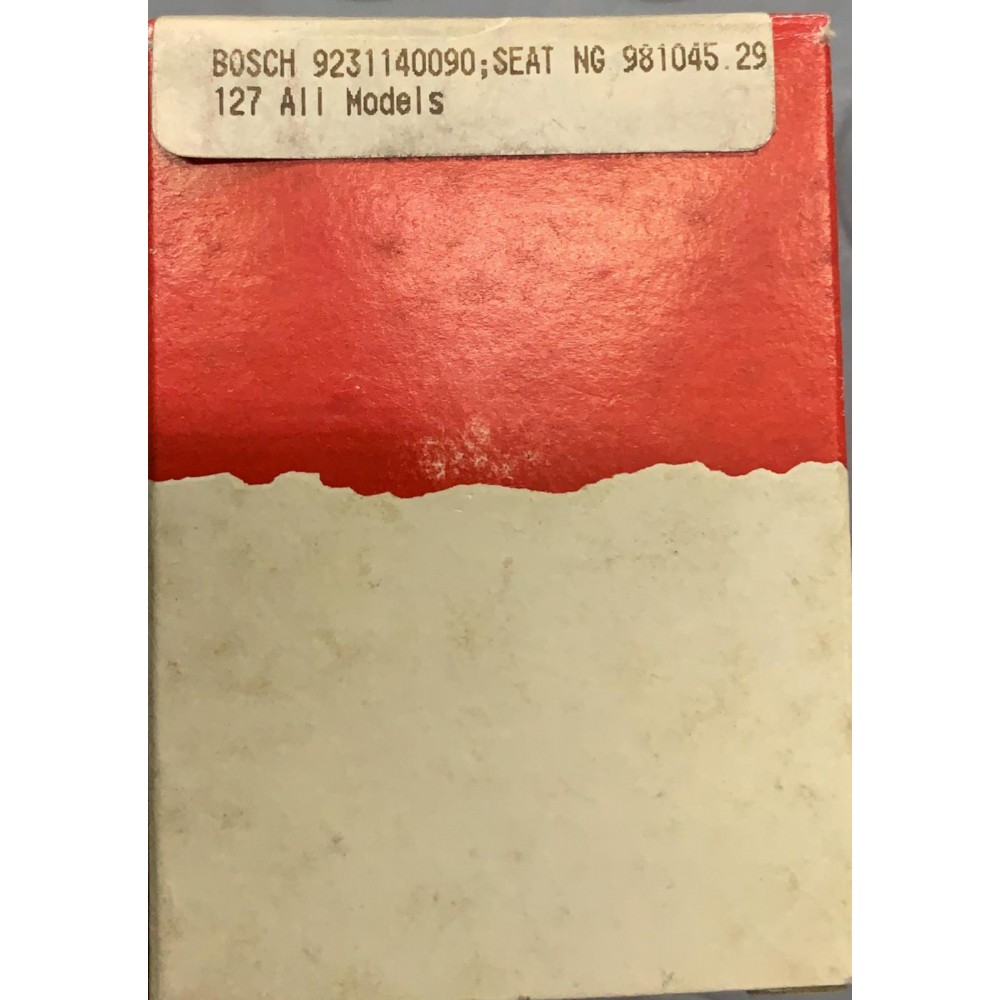 BOSCH 9231140090;SEAT NG 981045.29
127 All Models